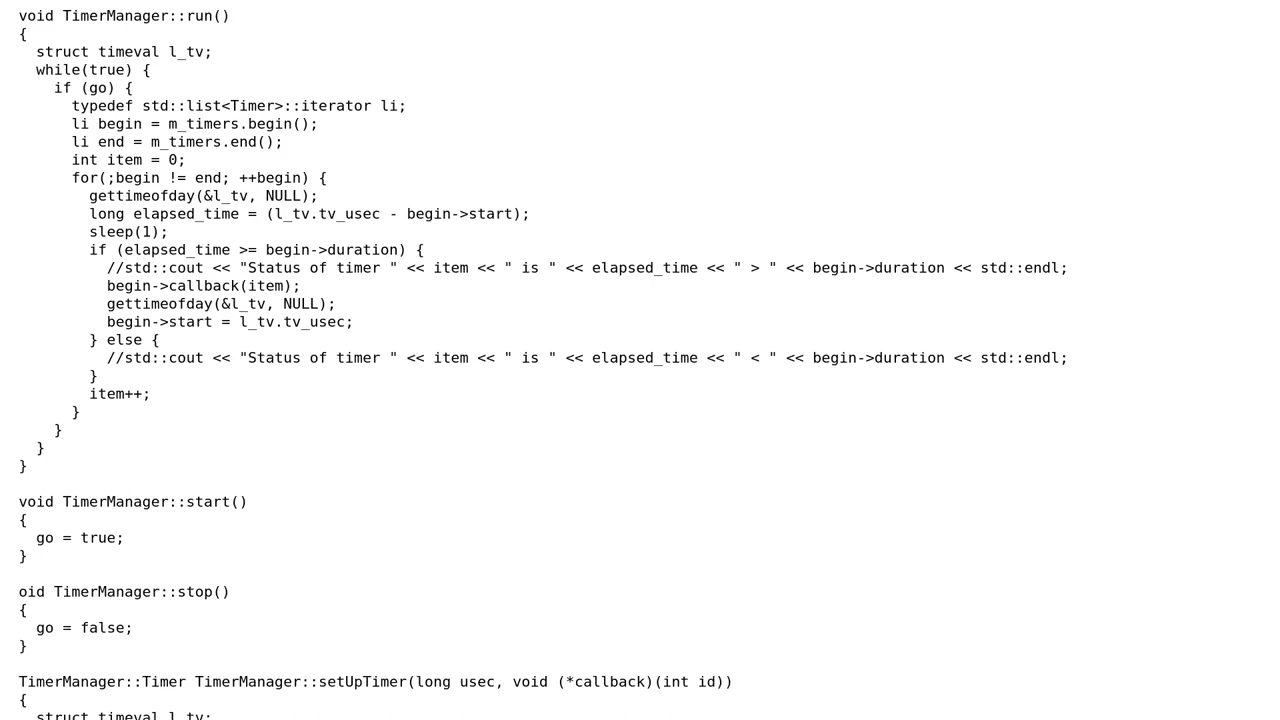 void TimerManager::run()
{
  struct timeval l_tv;
  while(true) {
    if (go) {
      typedef std::list<Timer>::iterator li;
      li begin = m_timers.begin();
      li end = m_timers.end();
      int item = 0;
      for(;begin != end; ++begin) {
        gettimeofday(&l_tv, NULL);
        long elapsed_time = (l_tv.tv_usec - begin->start);
        sleep(1);
        if (elapsed_time >= begin->duration) {
          //std::cout << "Status of timer " << item << " is " << elapsed_time << " > " << begin->duration << std::endl;
          begin->callback(item);
          gettimeofday(&l_tv, NULL);
          begin->start = l_tv.tv_usec;
        } else {
          //std::cout << "Status of timer " << item << " is " << elapsed_time << " < " << begin->duration << std::endl;
        }
        item++;
      }
    }
  }
}

void TimerManager::start()
{
  go = true;
}

oid TimerManager::stop()
{
  go = false;
}

TimerManager::Timer TimerManager::setUpTimer(long usec, void (*callback)(int id))
{
  struct timeval l_tv;